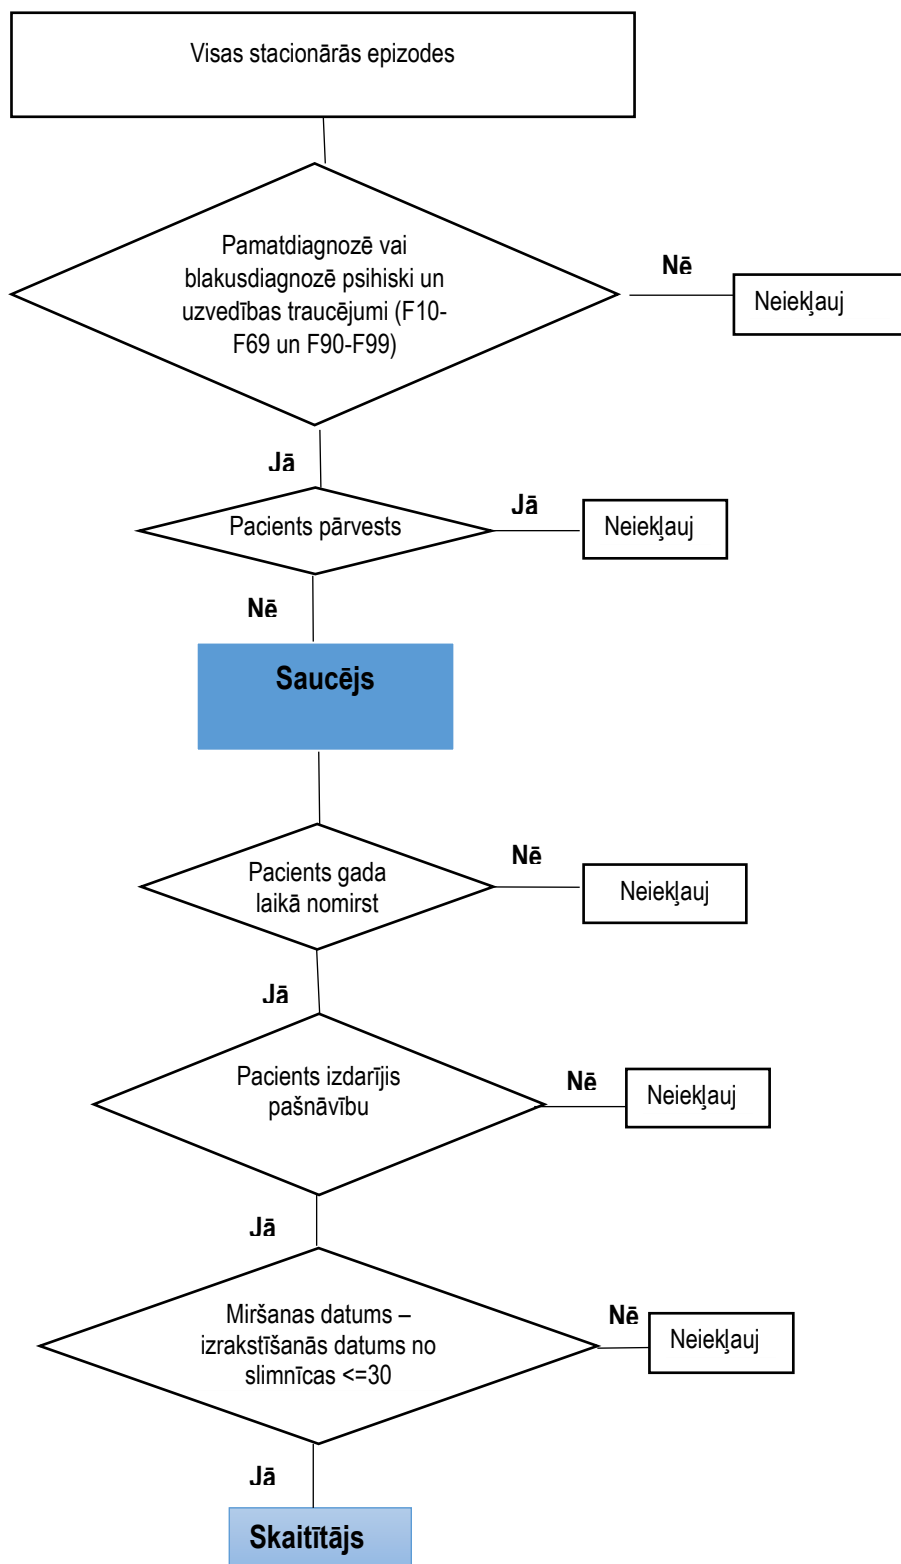 Visas stacionārās epizodes
Pamatdiagnozē vai
blakusdiagnozē psihiski un
uzvedības traucējumi (F10-
F69 un F90-F99)
Nē
Neiekļauj
Jā
Pacients pārvests
Jā
Neiekļauj
Nē
Saucējs
Pacients gada
laikā nomirst
Nē
Neiekļauj
Jā
Pacients izdarījis
pašnāvību
Nē
Neiekļauj
Jā
Miršanas datums –
izrakstīšanās datums no
slimnīcas <=30
Nē
Neiekļauj
Jā
Skaitītājs